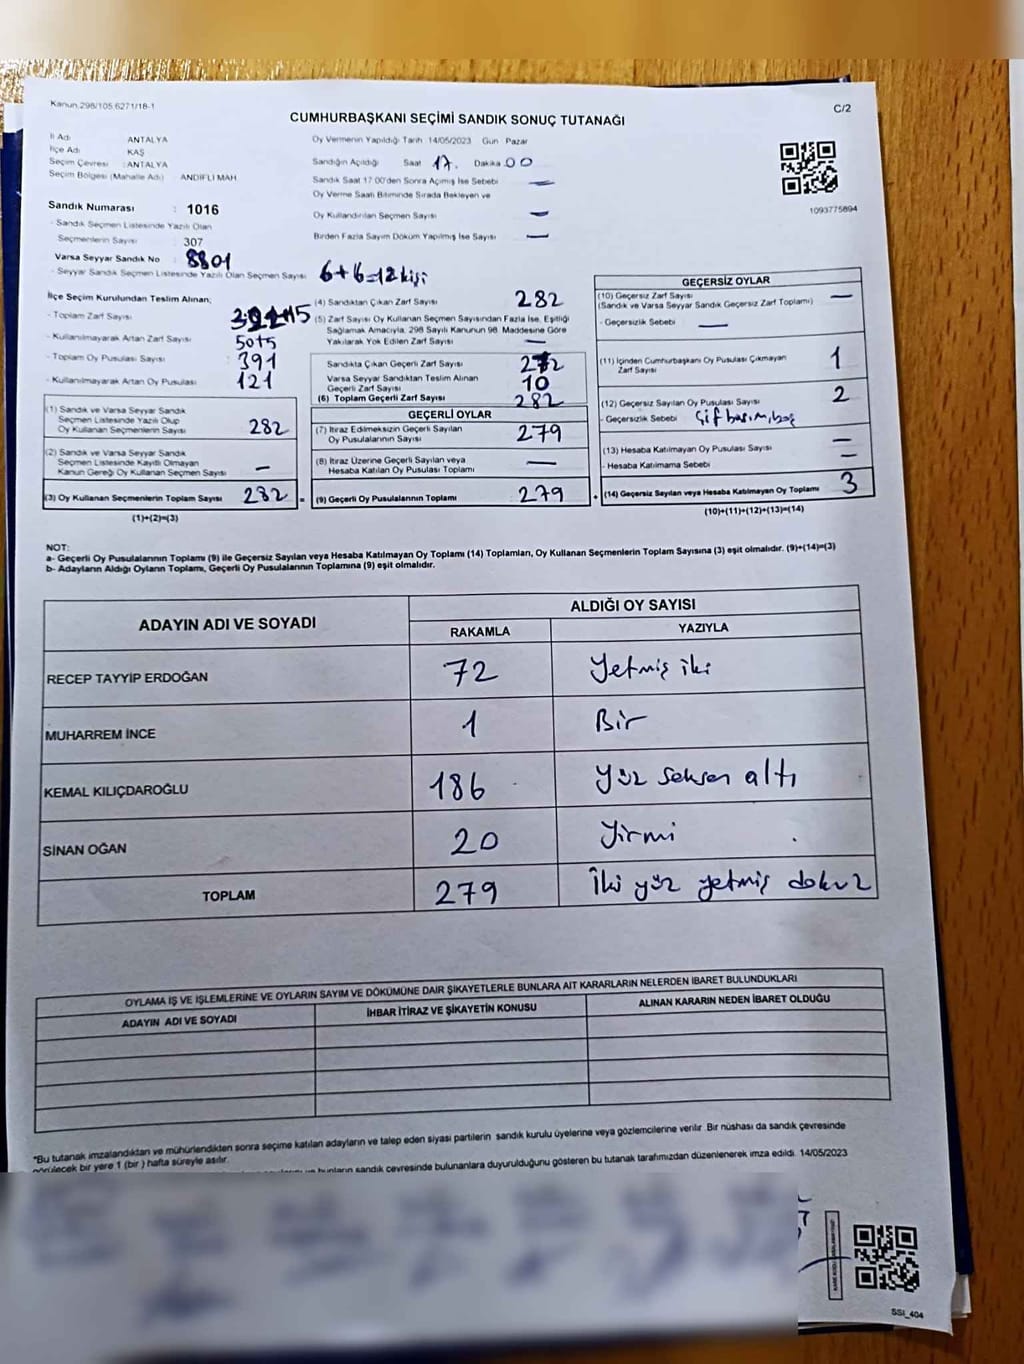 Kanun.298/105.6271/18-1
C/2
CUMHURBAŞKANI SEÇİMİ SANDIK SONUÇ TUTANAĞI
İl Adı ANTALYA
İlçe Adı KAŞ
Seçim Çevresi : ANTALYA
Seçim Bölgesi (Mahalle Adı) ANDİFLİ MAH
Sandık Numarası : 1016
- Sandık Seçmen Listesinde Yazılı Olan
Seçmenlerin Sayısı : 307
Varsa Seyyar Sandık No : 8801
- Seyyar Sandık Seçmen Listesinde Yazılı Olan Seçmen Sayısı 6+6=12 kişi
Oy Vermenin Yapıldığı Tarih 14/05/2023 Gün Pazar
Sandığın Açıldığı Saat 17. Dakika 00
Sandık Saat 17:00'den Sonra Açılmış İse Sebebi —
Oy Verme Saati Bitiminde Sırada Bekleyen ve
Oy Kullandırılan Seçmen Sayısı —
Birden Fazla Sayım Döküm Yapılmış İse Sayısı —
1093775894
İlçe Seçim Kurulundan Teslim Alınan;
- Toplam Zarf Sayısı
- Kullanılmayarak Artan Zarf Sayısı 50+5
- Toplam Oy Pusulası Sayısı 391
- Kullanılmayarak Artan Oy Pusulası 121
(1) Sandık ve Varsa Seyyar Sandık
Seçmen Listesinde Yazılı Olup
Oy Kullanan Seçmenlerin Sayısı 282
(2) Sandık ve Varsa Seyyar Sandık
Seçmen Listesinde Kayıtlı Olmayan
Kanun Gereği Oy Kullanan Seçmen Sayısı —
(3) Oy Kullanan Seçmenlerin Toplam Sayısı 282 =
(1)+(2)=(3)
(4) Sandıktan Çıkan Zarf Sayısı 282
(5) Zarf Sayısı Oy Kullanan Seçmen Sayısından Fazla İse, Eşitliği
Sağlamak Amacıyla, 298 Sayılı Kanunun 98. Maddesine Göre
Yakılarak Yok Edilen Zarf Sayısı —
Sandıkta Çıkan Geçerli Zarf Sayısı 272
Varsa Seyyar Sandıktan Teslim Alınan
Geçerli Zarf Sayısı 10
(6) Toplam Geçerli Zarf Sayısı 282
GEÇERLİ OYLAR
(7) İtiraz Edilmeksizin Geçerli Sayılan
Oy Pusulalarının Sayısı 279
(8) İtiraz Üzerine Geçerli Sayılan veya
Hesaba Katılan Oy Pusulası Toplamı —
(9) Geçerli Oy Pusulalarının Toplamı 279 +
GEÇERSİZ OYLAR
(10) Geçersiz Zarf Sayısı
(Sandık ve Varsa Seyyar Sandık Geçersiz Zarf Toplamı) —
- Geçersizlik Sebebi —
(11) İçinden Cumhurbaşkanı Oy Pusulası Çıkmayan
Zarf Sayısı 1
(12) Geçersiz Sayılan Oy Pusulası Sayısı 2
- Geçersizlik Sebebi
(13) Hesaba Katılmayan Oy Pusulası Sayısı —
- Hesaba Katılmama Sebebi —
(14) Geçersiz Sayılan veya Hesaba Katılmayan Oy Toplamı 3
(10)+(11)+(12)+(13)=(14)
NOT:
a- Geçerli Oy Pusulalarının Toplamı (9) ile Geçersiz Sayılan veya Hesaba Katılmayan Oy Toplamı (14) Toplamları, Oy Kullanan Seçmenlerin Toplam Sayısına (3) eşit olmalıdır. (9)+(14)=(3)
b- Adayların Aldığı Oyların Toplamı, Geçerli Oy Pusulalarının Toplamına (9) eşit olmalıdır.
ADAYIN ADI VE SOYADI
ALDIĞI OY SAYISI
RAKAMLA YAZIYLA
RECEP TAYYİP ERDOĞAN 72 Yetmiş iki
MUHARREM İNCE 1 Bir
KEMAL KILIÇDAROĞLU 186 Yüz seksen altı
SİNAN OĞAN 20 Yirmi
TOPLAM 279 İki yüz yetmiş dokuz
OYLAMA İŞ VE İŞLEMLERİNE VE OYLARIN SAYIM VE DÖKÜMÜNE DAİR ŞİKAYETLERLE BUNLARA AİT KARARLARIN NELERDEN İBARET BULUNDUKLARI
ADAYIN ADI VE SOYADI İHBAR İTİRAZ VE ŞİKAYETİN KONUSU ALINAN KARARIN NEDEN İBARET OLDUĞU
*Bu tutanak imzalandıktan ve mühürlendikten sonra seçime katılan adayların ve talep eden siyasi partilerin sandık kurulu üyelerine veya gözlemcilerine verilir. Bir nüshası da sandık çevresinde
görülecek bir yere 1 (bir) hafta süreyle asılır.
bunların sandık çevresinde bulunanlara duyurulduğunu gösteren bu tutanak tarafımızdan düzenlenerek imza edildi. 14/05/2023
SSI_404